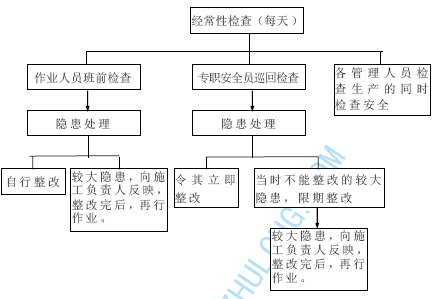 经常性检查（每天）
作业人员班前检查
专职安全员巡回检查
各管理人员检
查生产的同时
检查安全
隐患处理
隐患处理
自行整改
较大隐患，向施
工负责人反映，
整改完后，再行
作业。
令其立即
整改
当时不能整改的较大
隐患，限期整改
较大隐患，向施
工负责人反映，
整改完后，再行
作业。
ZHULONG.COM